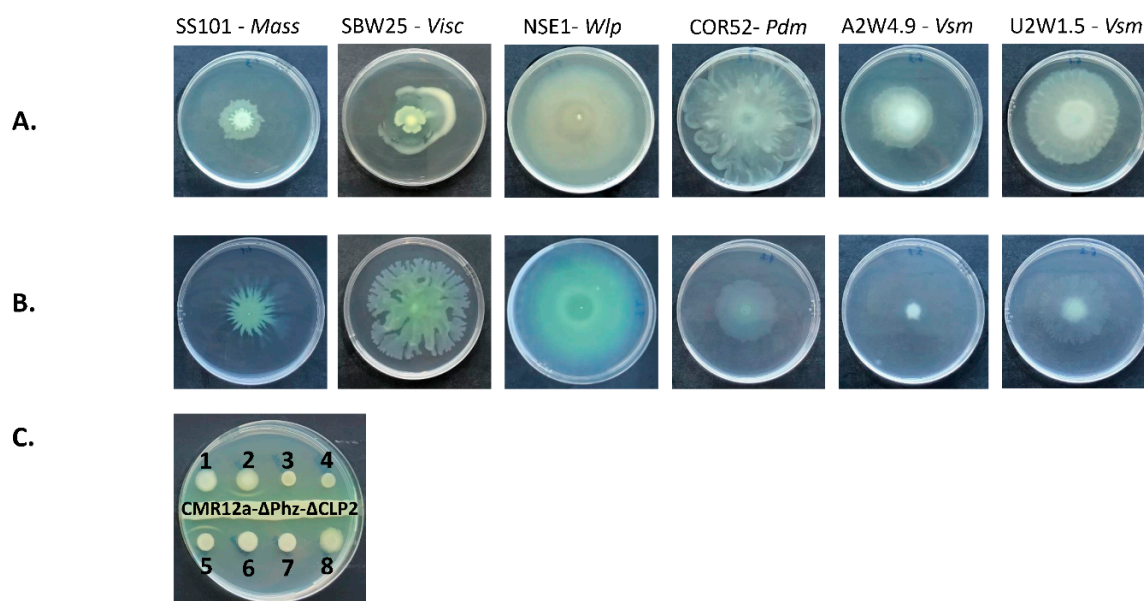 SS101 - Mass SBW25 - Visc NSE1- Wlp COR52- Pdm A2W4.9 - Vsm U2W1.5 - Vsm
A.
B.
C.
1 2 3 4
CMR12a-ΔPhz-ΔCLP2
5 6 7 8